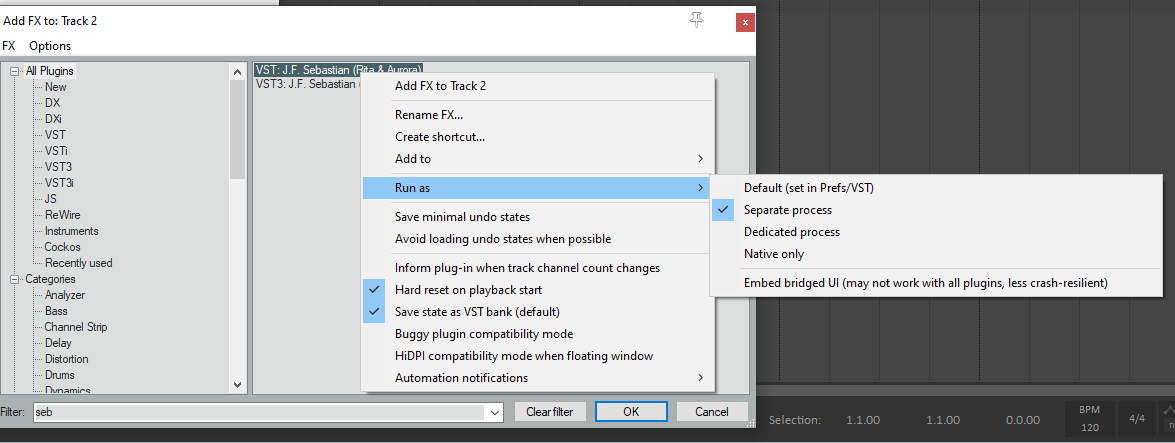 Add FX to: Track 2
x
FX Options
All Plugins
New
DX
DXi
VST
VSTi
VST3
VST3i
JS
ReWire
Instruments
Cockos
Recently used
Categories
Analyzer
Bass
Channel Strip
Delay
Distortion
Drums
Dynamics
VST: J.F. Sebastian (Rita & Aurora)
VST3: J.F. Sebastian (
Add FX to Track 2
Rename FX...
Create shortcut...
Add to
Run as
Save minimal undo states
Avoid loading undo states when possible
Inform plug-in when track channel count changes
Hard reset on playback start
Save state as VST bank (default)
Buggy plugin compatibility mode
HiDPI compatibility mode when floating window
Automation notifications
Default (set in Prefs/VST)
Separate process
Dedicated process
Native only
Embed bridged UI (may not work with all plugins, less crash-resilient)
Filter: seb Clear filter OK Cancel
Selection: 1.1.00 1.1.00 0.0.00
BPM
120
4/4